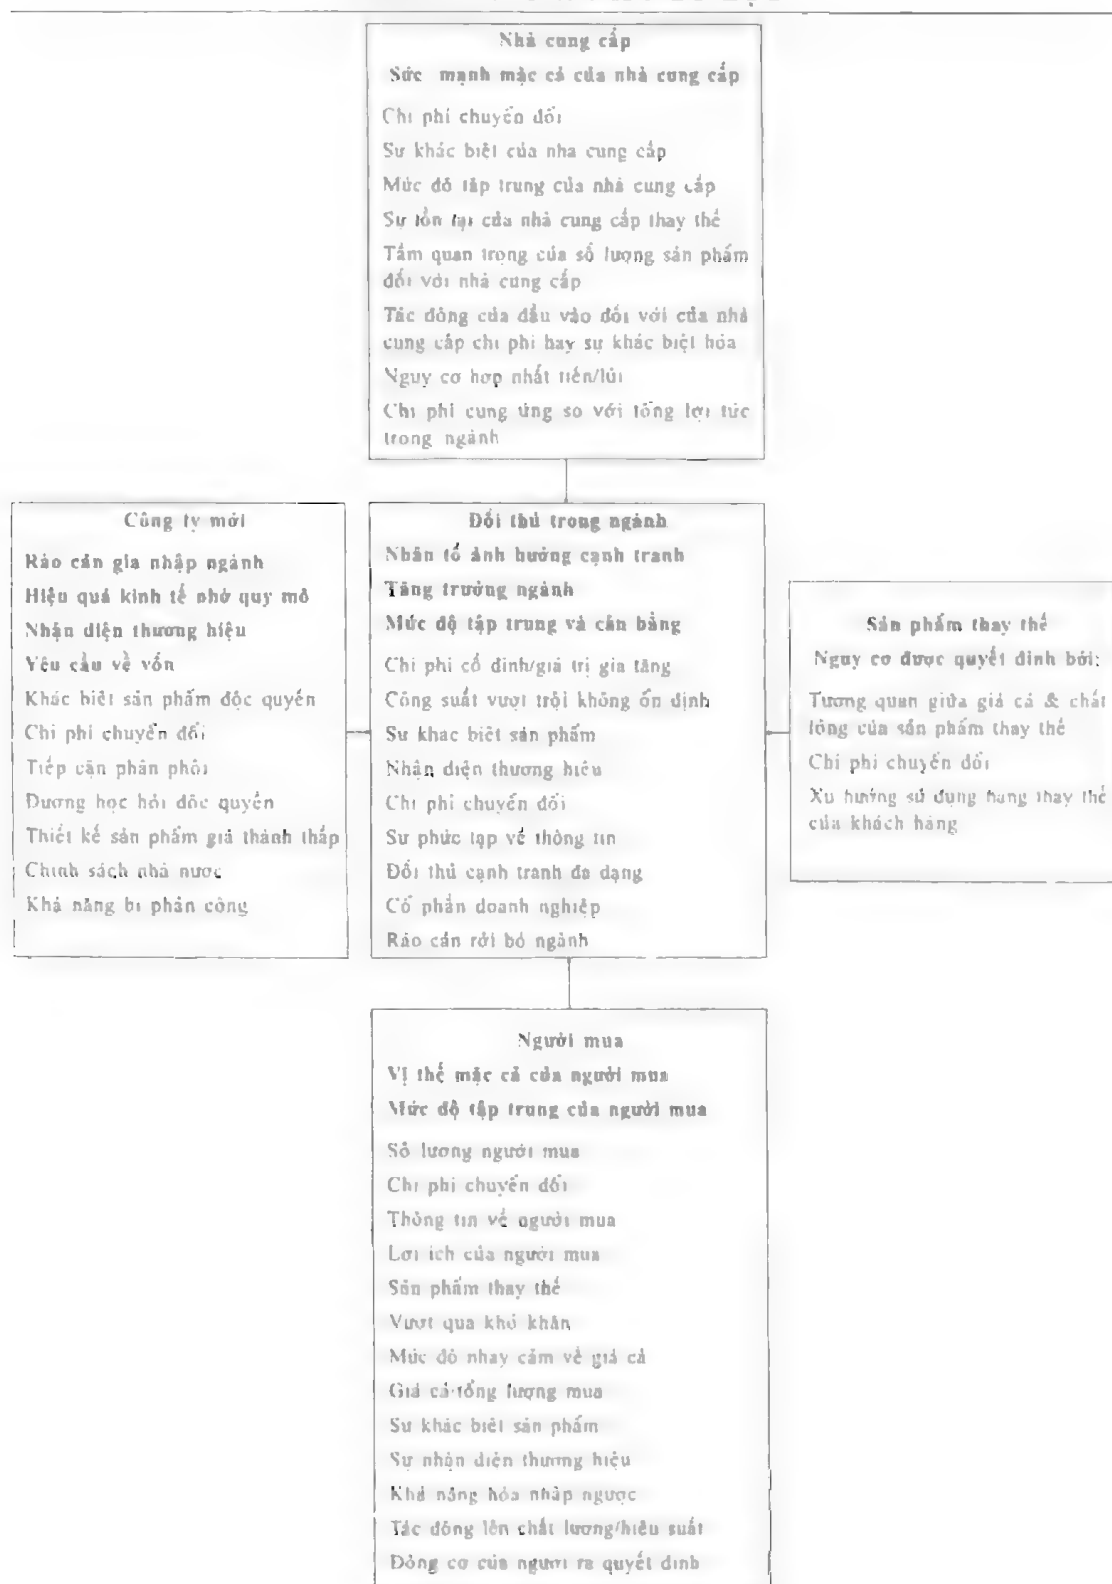 Nhà cung cấp
Sức mạnh mặc cả của nhà cung cấp
Chi phí chuyển đổi
Sự khác biệt của nhà cung cấp
Mức độ tập trung của nhà cung cấp
Sự tồn tại của nhà cung cấp thay thế
Tầm quan trọng của số lượng sản phẩm
đối với nhà cung cấp
Tác động của đầu vào đối với của nhà
cung cấp chi phí hay sự khác biệt hóa
Nguy cơ hợp nhất tiến/lùi
Chi phí cung ứng so với tổng lợi tức
trong ngành
Công ty mới
Rào cản gia nhập ngành
Hiệu quả kinh tế nhờ quy mô
Nhận diện thương hiệu
Yêu cầu về vốn
Khác biệt sản phẩm độc quyền
Chi phí chuyển đổi
Tiếp cận phân phối
Đường học hỏi độc quyền
Thiết kế sản phẩm giá thành thấp
Chính sách nhà nước
Khả năng bị phản công
Đối thủ trong ngành
Nhân tố ảnh hưởng cạnh tranh
Tăng trưởng ngành
Mức độ tập trung và cân bằng
Chi phí cố định/giá trị gia tăng
Công suất vượt trội không ổn định
Sự khác biệt sản phẩm
Nhận diện thương hiệu
Chi phí chuyển đổi
Sự phức tạp về thông tin
Đối thủ cạnh tranh đa dạng
Cổ phần doanh nghiệp
Rào cản rời bỏ ngành
Sản phẩm thay thế
Nguy cơ được quyết định bởi:
Tương quan giữa giá cả & chất
lòng của sản phẩm thay thế
Chi phí chuyển đổi
Xu hướng sử dụng hàng thay thế
của khách hàng
Người mua
Vị thế mặc cả của người mua
Mức độ tập trung của người mua
Số lượng người mua
Chi phí chuyển đổi
Thông tin về người mua
Lợi ích của người mua
Sản phẩm thay thế
Vượt qua khó khăn
Mức độ nhạy cảm về giá cả
Giá cả tổng lượng mua
Sự khác biệt sản phẩm
Sự nhận diện thương hiệu
Khả năng hòa nhập ngược
Tác động lên chất lượng/hiệu suất
Động cơ của người ra quyết định